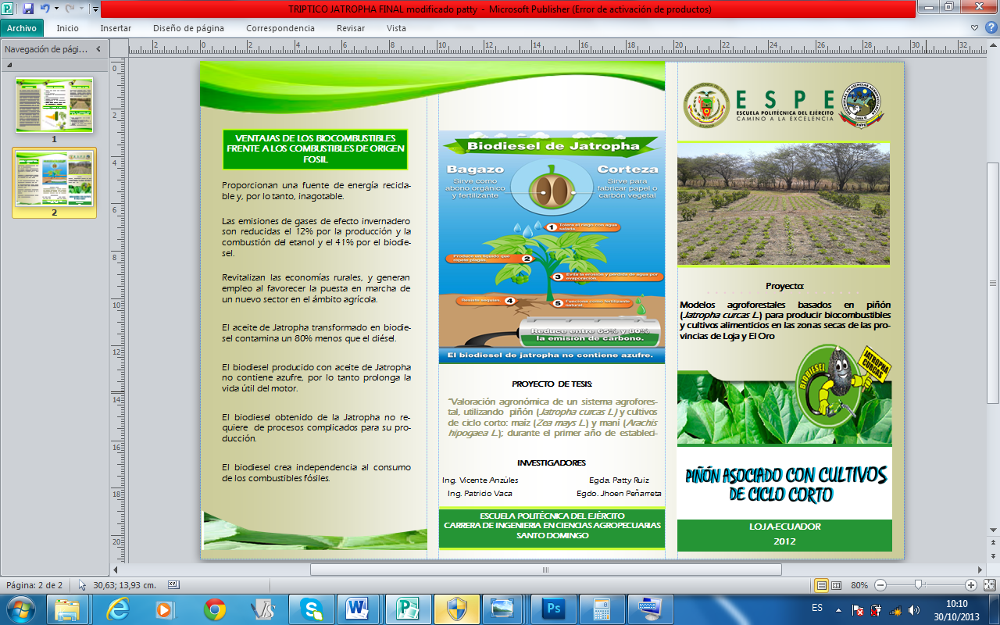 TRIPTICO JATROPHA FINAL modificado patty - Microsoft Publisher (Error de activación de productos)
Archivo Inicio Insertar Diseño de página Correspondencia Revisar Vista
Navegación de pági...
1
2
VENTAJAS DE LOS BIOCOMBUSTIBLES
FRENTE A LOS COMBUSTIBLES DE ORIGEN
FOSIL
Proporcionan una fuente de energía recicla-
ble y, por lo tanto, inagotable.
Las emisiones de gases de efecto invernadero
son reducidas el 12% por la producción y la
combustión del etanol y el 41% por el biodie-
sel.
Revitalizan las economías rurales, y generan
empleo al favorecer la puesta en marcha de
un nuevo sector en el ámbito agrícola.
El aceite de Jatropha transformado en biodie-
sel contamina un 80% menos que el diésel.
El biodiesel producido con aceite de Jatropha
no contiene azufre, por lo tanto prolonga la
vida útil del motor.
El biodiesel obtenido de la Jatropha no re-
quiere de procesos complicados para su pro-
ducción.
El biodiesel crea independencia al consumo
de los combustibles fósiles.
Biodiesel de Jatropha
Bagazo
Sirve como
abono orgánico
y fertilizante
Corteza
Sirve para
fabricar papel o
carbón vegetal
1 Tolera el riego con agua
salada.
Produce un líquido que
repele plagas. 2
3 Evita la erosión y pérdida de agua por
evaporación.
Resiste sequías. 4
5 Funciona como fertilizante
natural.
Reduce entre 65% y 80%
la emisión de carbono.
El biodiesel de jatropha no contiene azufre.
PROYECTO DE TESIS:
“Valoración agronómica de un sistema agrofores-
tal, utilizando piñón (Jatropha curcas L.) y cultivos
de ciclo corto: maíz (Zea mays L.) y maní (Arachis
hipogaea L.); durante el primer año de estableci-
INVESTIGADORES
Ing. Vicente Anzúles Egda. Patty Ruiz
Ing. Patricio Vaca Egdo. Jhoen Peñarreta
ESCUELA POLITÉCNICA DEL EJÉRCITO
CARRERA DE INGENIERIA EN CIENCIAS AGROPECUARIAS
SANTO DOMINGO
ESPE
ESCUELA POLITÉCNICA DEL EJÉRCITO
CAMINO A LA EXCELENCIA
Proyecto:
Modelos agroforestales basados en piñón
(Jatropha curcas L.) para producir biocombustibles
y cultivos alimenticios en las zonas secas de las pro-
vincias de Loja y El Oro
BIODIESEL
JATROPHA
CURCAS
PIÑÓN ASOCIADO CON CULTIVOS
DE CICLO CORTO
LOJA-ECUADOR
2012
Página: 2 de 2 30,63; 13,93 cm. 80%
ES 10:10
30/10/2013